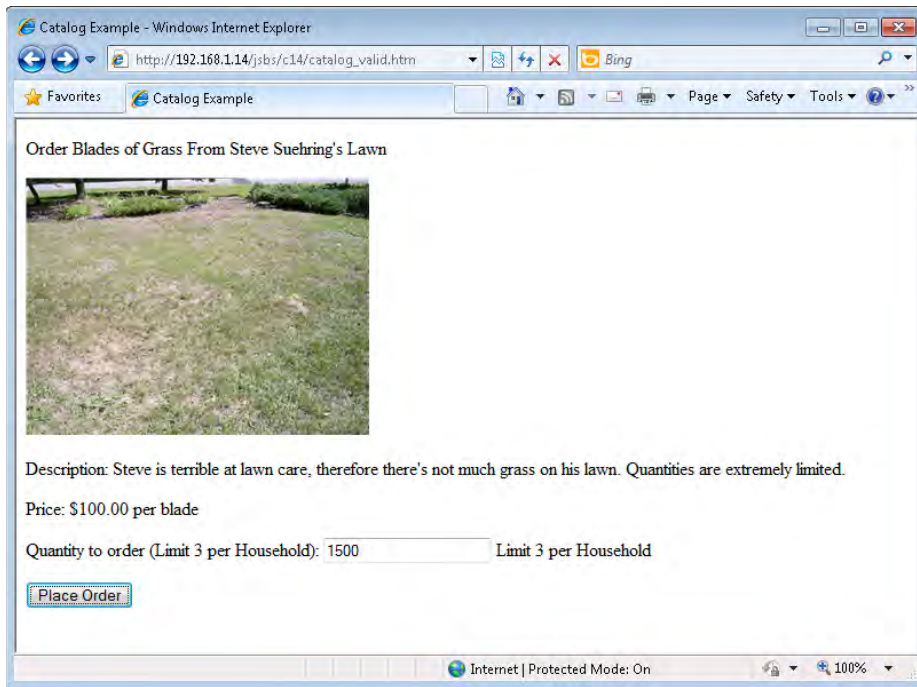 Catalog Example - Windows Internet Explorer
http://192.168.1.14/jsbs/c14/catalog_valid.htm
Bing
Favorites
Catalog Example
Page
Safety
Tools
Order Blades of Grass From Steve Suehring's Lawn
Description: Steve is terrible at lawn care, therefore there's not much grass on his lawn. Quantities are extremely limited.
Price: $100.00 per blade
Quantity to order (Limit 3 per Household): 1500 Limit 3 per Household
Place Order
Internet | Protected Mode: On
100%